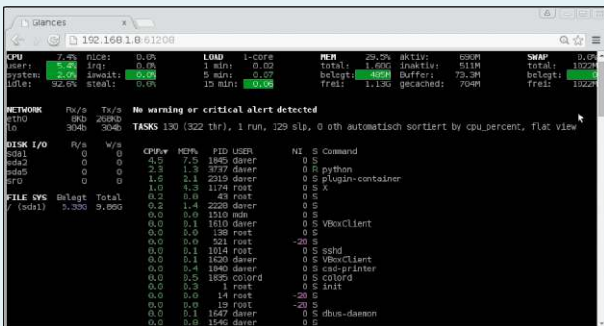 Glances
192.168.1.8:61208
CPU 7.4% nice: 0.0% LOAD 1-core MEM 29.5% aktiv: 690M SWAP 0.0%
user: 5.4% irq: 0.0% 1 min: 0.02 total: 1.60G inaktiv: 511M total: 1022M
system: 2.0% iowait: 0.0% 5 min: 0.07 belegt: 485M Buffer: 73.3M belegt: 0
idle: 92.6% steal: 0.0% 15 min: 0.06 frei: 1.13G gecached: 704M frei: 1022M
NETWORK Rx/s Tx/s No warning or critical alert detected
eth0 8Kb 268Kb
lo 304b 304b TASKS 130 (322 thr), 1 run, 129 slp, 0 oth automatisch sortiert by cpu_percent, flat view
DISK I/O R/s W/s
sda1 0 0 CPU% MEM% PID USER NI S Command
sda2 0 0 4.5 7.5 1845 daver 0 S
sda5 0 0 2.3 1.3 3737 daver 0 R python
sr0 0 0 1.6 2.1 2319 daver 0 S plugin-container
1.0 4.3 1174 root 0 S X
FILE SYS Belegt Total 0.2 0.0 43 root 0 S
/ (sda1) 5.33G 9.86G 0.2 1.4 2228 daver 0 S
0.0 0.0 1510 mdm 0 S
0.0 0.1 1610 daver 0 S VBoxClient
0.0 0.0 138 root 0 S
0.0 0.0 521 root -20 S
0.0 0.1 1014 root 0 S sshd
0.0 0.1 1620 daver 0 S VBoxClient
0.0 0.4 1840 daver 0 S csd-printer
0.0 0.5 1835 colord 0 S colord
0.0 0.3 1 root 0 S init
0.0 0.0 14 root -20 S
0.0 0.0 19 root -20 S
0.0 0.1 1647 daver 0 S dbus-daemon
0.0 0.0 1546 daver 0 S